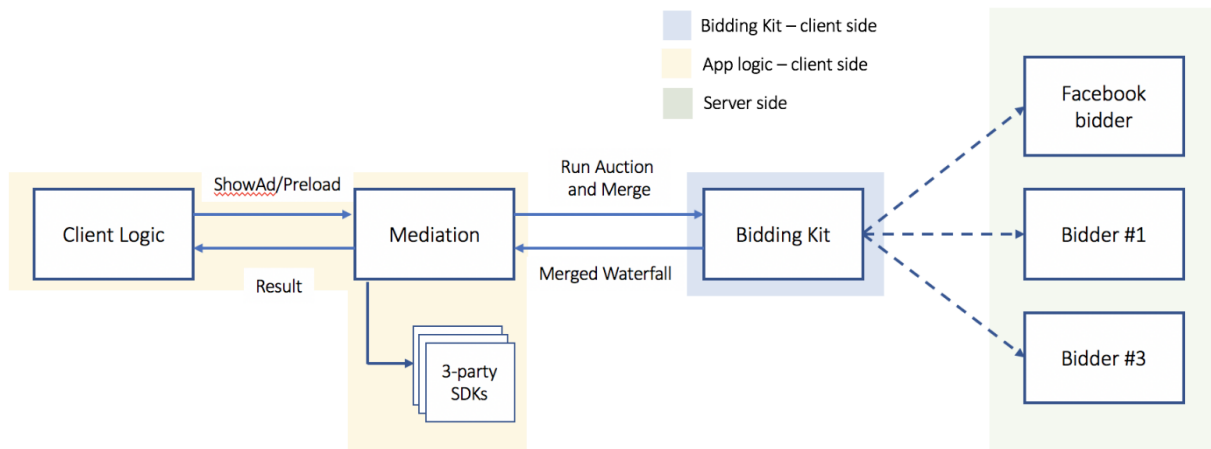 Bidding Kit – client side
App logic – client side
Server side
Facebook
bidder
ShowAd/Preload
Run Auction
and Merge
Client Logic
Mediation
Bidding Kit
Bidder #1
Result
Merged Waterfall
3-party
SDKs
Bidder #3